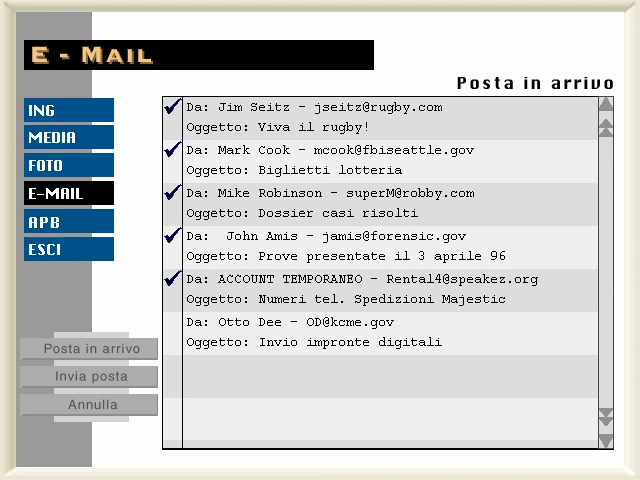 E - MAIL
Posta in arrivo
ING
MEDIA
FOTO
E-MAIL
APB
ESCI
Da: Jim Seitz - jseitz@rugby.com
Oggetto: Viva il rugby!
Da: Mark Cook - mcook@fbiseattle.gov
Oggetto: Biglietti lotteria
Da: Mike Robinson - superM@robby.com
Oggetto: Dossier casi risolti
Da:  John Amis - jamis@forensic.gov
Oggetto: Prove presentate il 3 aprile 96
Da: ACCOUNT TEMPORANEO - Rental4@speakez.org
Oggetto: Numeri tel. Spedizioni Majestic
Da: Otto Dee - OD@kcme.gov
Oggetto: Invio impronte digitali
Posta in arrivo
Invia posta
Annulla